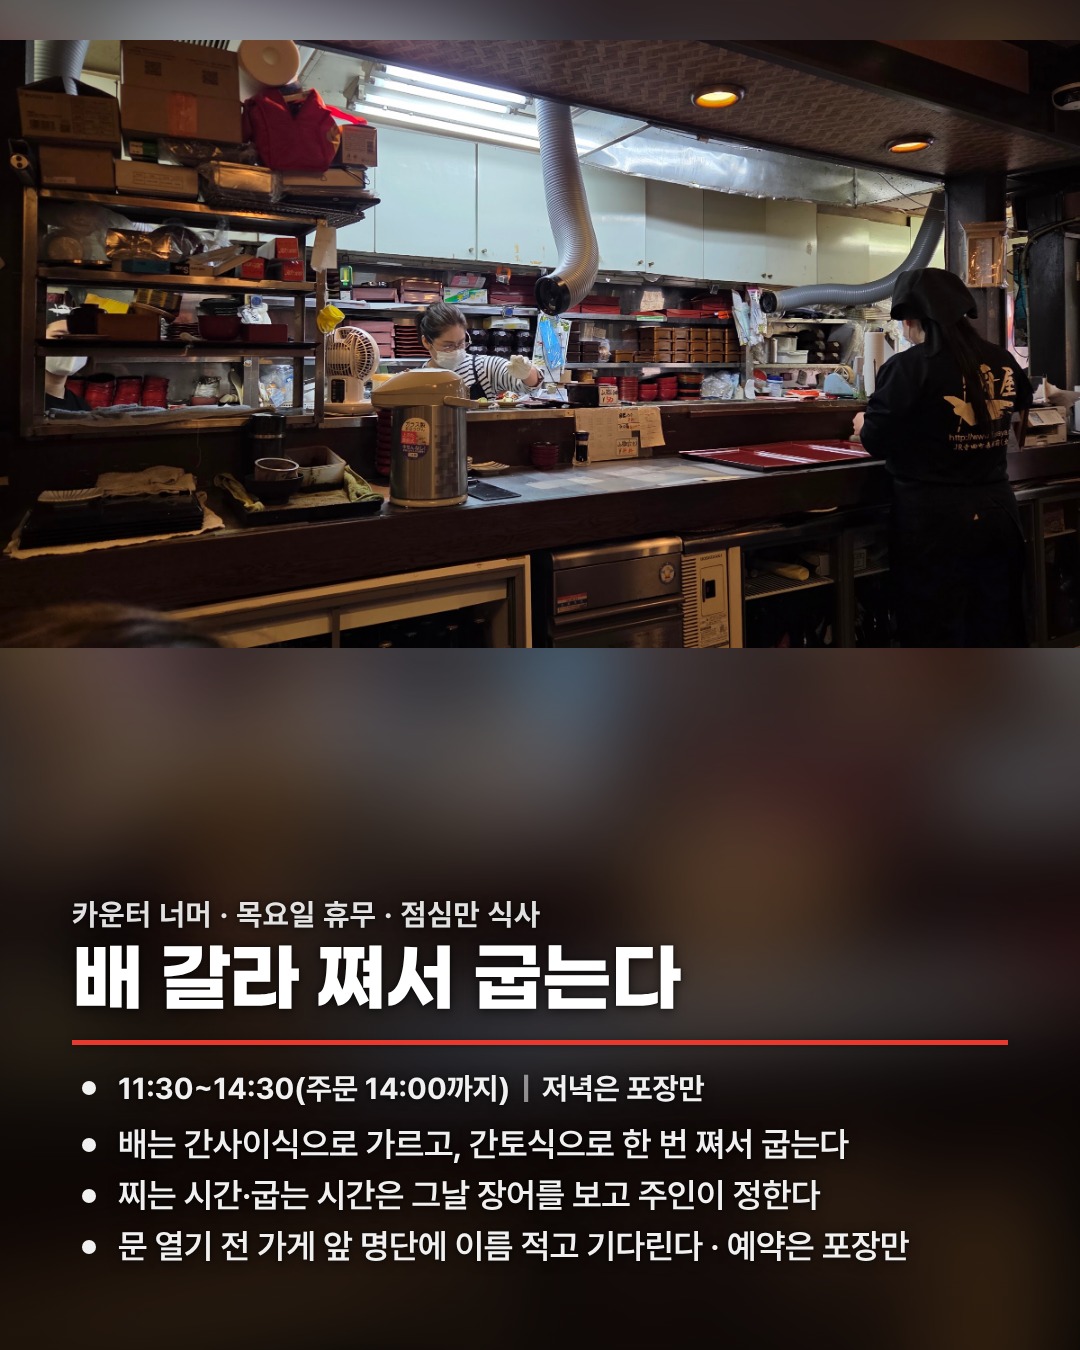 카운터 너머 · 목요일 휴무 · 점심만 식사
배 갈라 쪄서 굽는다
11:30~14:30(주문 14:00까지) | 저녁은 포장만
배는 간사이식으로 가르고, 간토식으로 한 번 쪄서 굽는다
찌는 시간·굽는 시간은 그날 장어를 보고 주인이 정한다
문 열기 전 가게 앞 명단에 이름 적고 기다린다 · 예약은 포장만